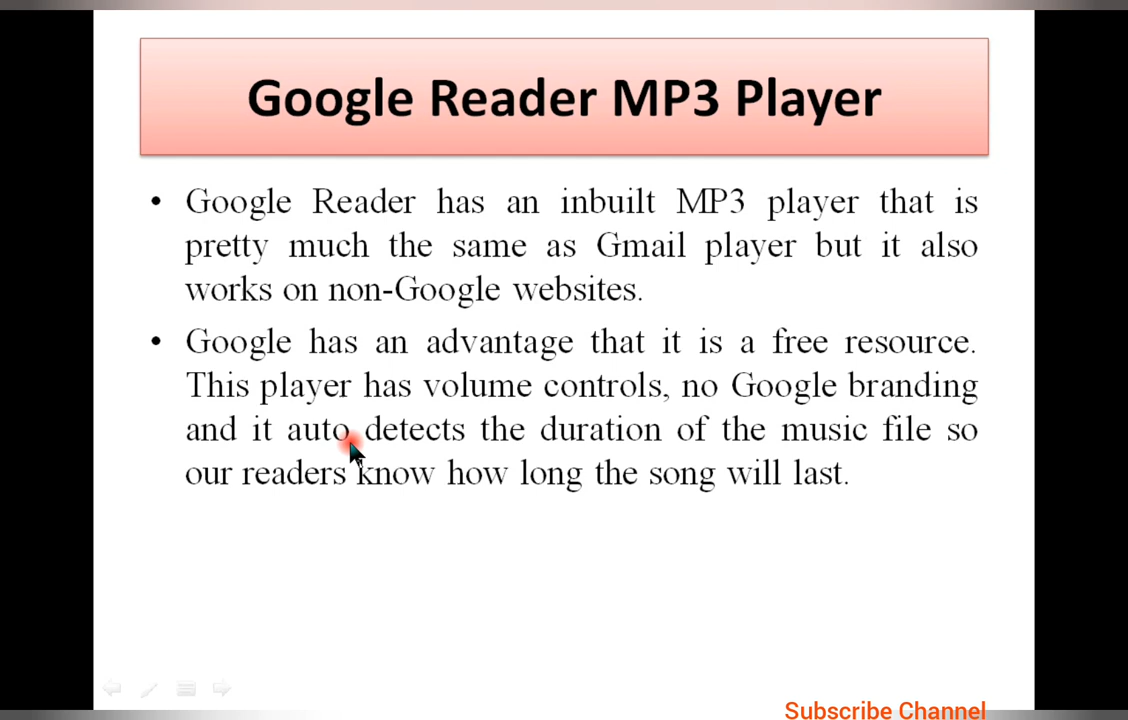 Google Reader MP3 Player
• Google Reader has an inbuilt MP3 player that is
pretty much the same as Gmail player but it also
works on non-Google websites.
• Google has an advantage that it is a free resource.
This player has volume controls, no Google branding
and it auto detects the duration of the music file so
our readers know how long the song will last.
Subscribe Channel